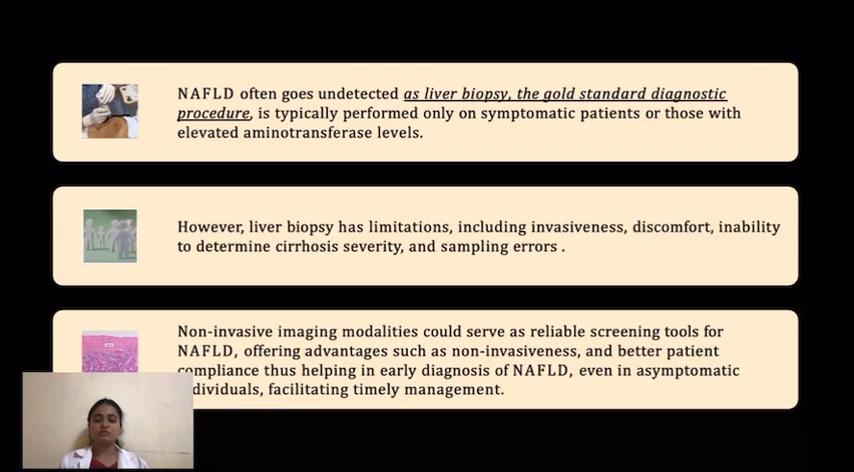 NAFLD often goes undetected as liver biopsy, the gold standard diagnostic
procedure, is typically performed only on symptomatic patients or those with
elevated aminotransferase levels.
However, liver biopsy has limitations, including invasiveness, discomfort, inability
to determine cirrhosis severity, and sampling errors .
Non-invasive imaging modalities could serve as reliable screening tools for
NAFLD, offering advantages such as non-invasiveness, and better patient
compliance thus helping in early diagnosis of NAFLD, even in asymptomatic
dividuals, facilitating timely management.